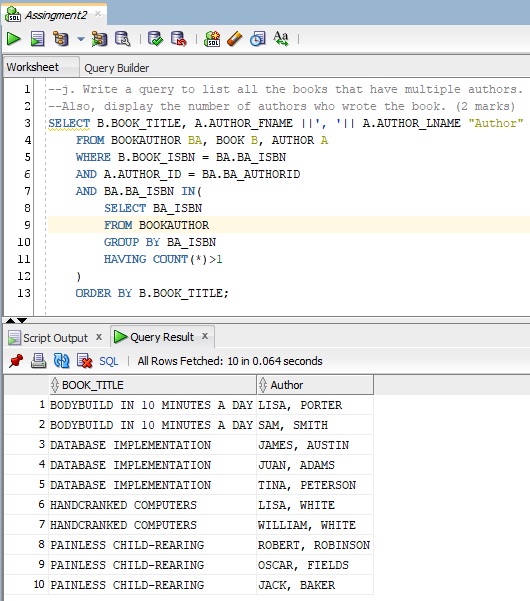 Assingment2 ×
SQL
Aa
Worksheet Query Builder
1 --j. Write a query to list all the books that have multiple authors.
2 --Also, display the number of authors who wrote the book. (2 marks)
3 SELECT B.BOOK_TITLE, A.AUTHOR_FNAME ||', '|| A.AUTHOR_LNAME "Author"
4 FROM BOOKAUTHOR BA, BOOK B, AUTHOR A
5 WHERE B.BOOK_ISBN = BA.BA_ISBN
6 AND A.AUTHOR_ID = BA.BA_AUTHORID
7 AND BA.BA_ISBN IN(
8 SELECT BA_ISBN
9 FROM BOOKAUTHOR
10 GROUP BY BA_ISBN
11 HAVING COUNT(*)>1
12 )
13 ORDER BY B.BOOK_TITLE;
Script Output × Query Result ×
SQL | All Rows Fetched: 10 in 0.064 seconds
BOOK_TITLE Author
1 BODYBUILD IN 10 MINUTES A DAY LISA, PORTER
2 BODYBUILD IN 10 MINUTES A DAY SAM, SMITH
3 DATABASE IMPLEMENTATION JAMES, AUSTIN
4 DATABASE IMPLEMENTATION JUAN, ADAMS
5 DATABASE IMPLEMENTATION TINA, PETERSON
6 HANDCRANKED COMPUTERS LISA, WHITE
7 HANDCRANKED COMPUTERS WILLIAM, WHITE
8 PAINLESS CHILD-REARING ROBERT, ROBINSON
9 PAINLESS CHILD-REARING OSCAR, FIELDS
10 PAINLESS CHILD-REARING JACK, BAKER